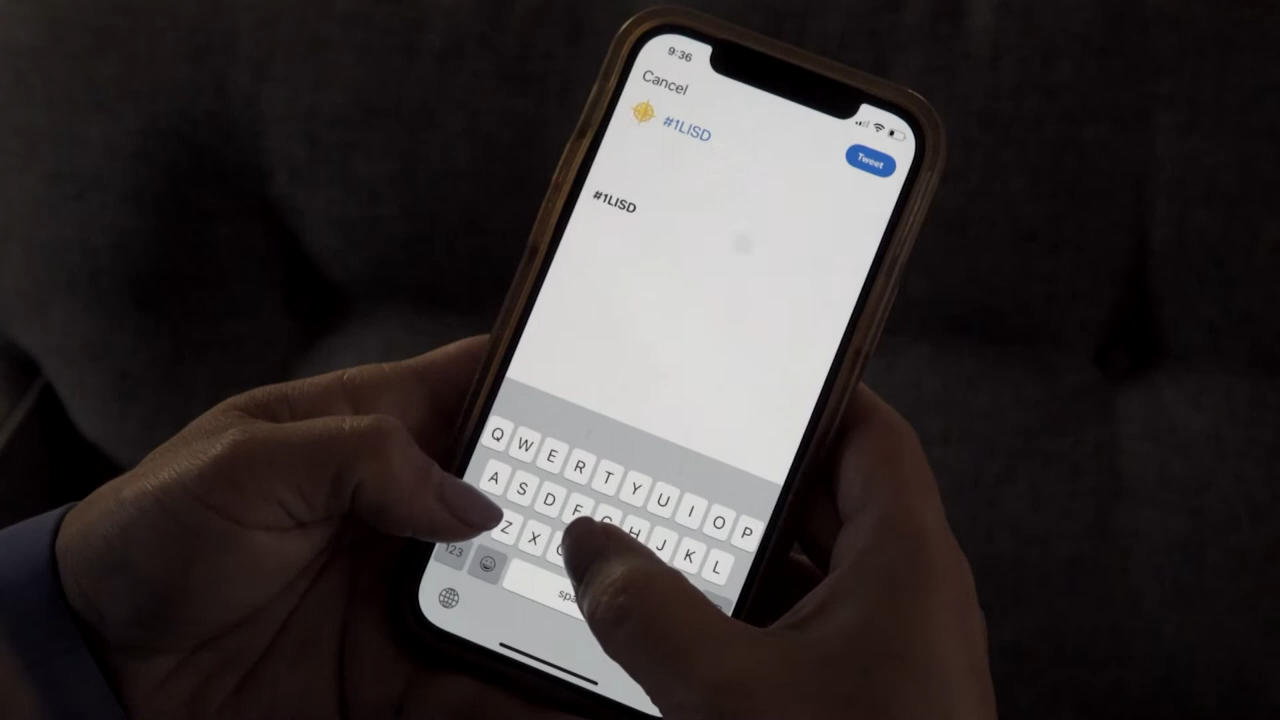 9:36
Cancel
#1LISD
Tweet
#1LISD
Q W E R T Y U I O P
A S D F G H J K L
Z X
123